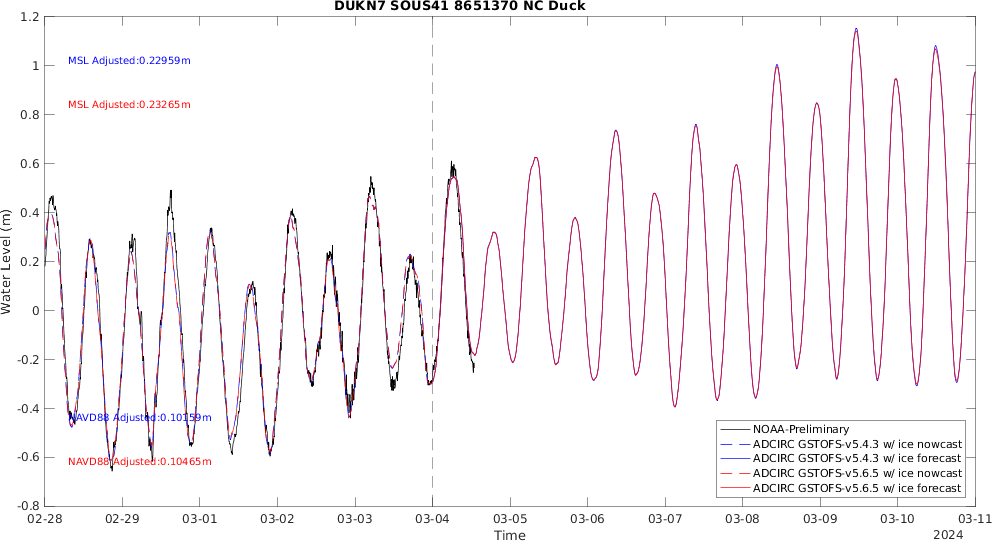 DUKN7 SOUS41 8651370 NC Duck
1.2
1
0.8
0.6
0.4
0.2
0
-0.2
-0.4
-0.6
-0.8
Water Level (m)
MSL Adjusted:0.22959m
MSL Adjusted:0.23265m
NAVD88 Adjusted:0.10159m
NAVD88 Adjusted:0.10465m
NOAA-Preliminary
ADCIRC GSTOFS-v5.4.3 w/ ice nowcast
ADCIRC GSTOFS-v5.4.3 w/ ice forecast
ADCIRC GSTOFS-v5.6.5 w/ ice nowcast
ADCIRC GSTOFS-v5.6.5 w/ ice forecast
02-28 02-29 03-01 03-02 03-03 03-04 03-05 03-06 03-07 03-08 03-09 03-10 03-11
Time
2024